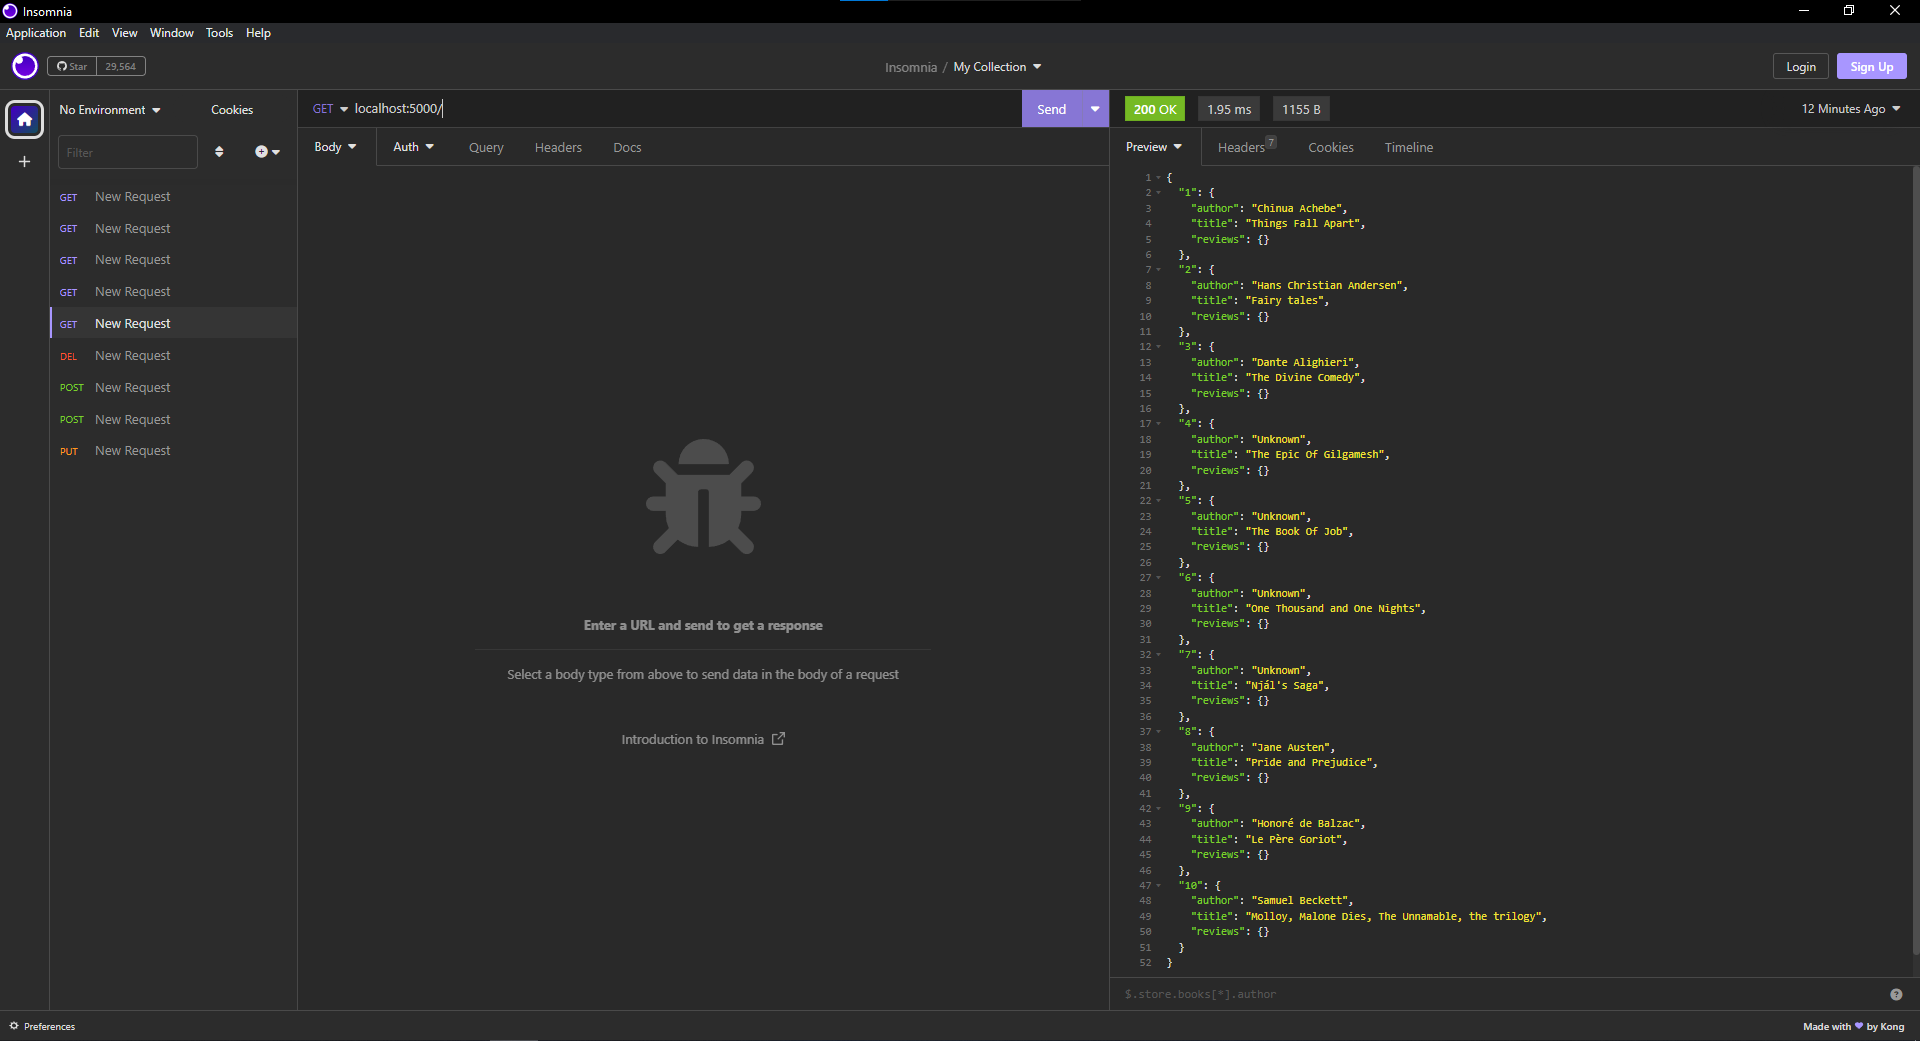 Insomnia
Application Edit View Window Tools Help
Star 29,564
Insomnia / My Collection
Login Sign Up
No Environment Cookies
Filter
GET New Request
GET New Request
GET New Request
GET New Request
GET New Request
DEL New Request
POST New Request
POST New Request
PUT New Request
GET localhost:5000/ Send
Body Auth Query Headers Docs
Enter a URL and send to get a response
Select a body type from above to send data in the body of a request
Introduction to Insomnia
200 OK 1.95 ms 1155 B 12 Minutes Ago
Preview Headers 7 Cookies Timeline
1 {
2 "1": {
3 "author": "Chinua Achebe",
4 "title": "Things Fall Apart",
5 "reviews": {}
6 },
7 "2": {
8 "author": "Hans Christian Andersen",
9 "title": "Fairy tales",
10 "reviews": {}
11 },
12 "3": {
13 "author": "Dante Alighieri",
14 "title": "The Divine Comedy",
15 "reviews": {}
16 },
17 "4": {
18 "author": "Unknown",
19 "title": "The Epic Of Gilgamesh",
20 "reviews": {}
21 },
22 "5": {
23 "author": "Unknown",
24 "title": "The Book Of Job",
25 "reviews": {}
26 },
27 "6": {
28 "author": "Unknown",
29 "title": "One Thousand and One Nights",
30 "reviews": {}
31 },
32 "7": {
33 "author": "Unknown",
34 "title": "Njál's Saga",
35 "reviews": {}
36 },
37 "8": {
38 "author": "Jane Austen",
39 "title": "Pride and Prejudice",
40 "reviews": {}
41 },
42 "9": {
43 "author": "Honoré de Balzac",
44 "title": "Le Père Goriot",
45 "reviews": {}
46 },
47 "10": {
48 "author": "Samuel Beckett",
49 "title": "Molloy, Malone Dies, The Unnamable, the trilogy",
50 "reviews": {}
51 }
52 }
$.store.books[*].author
Preferences
Made with ♥ by Kong